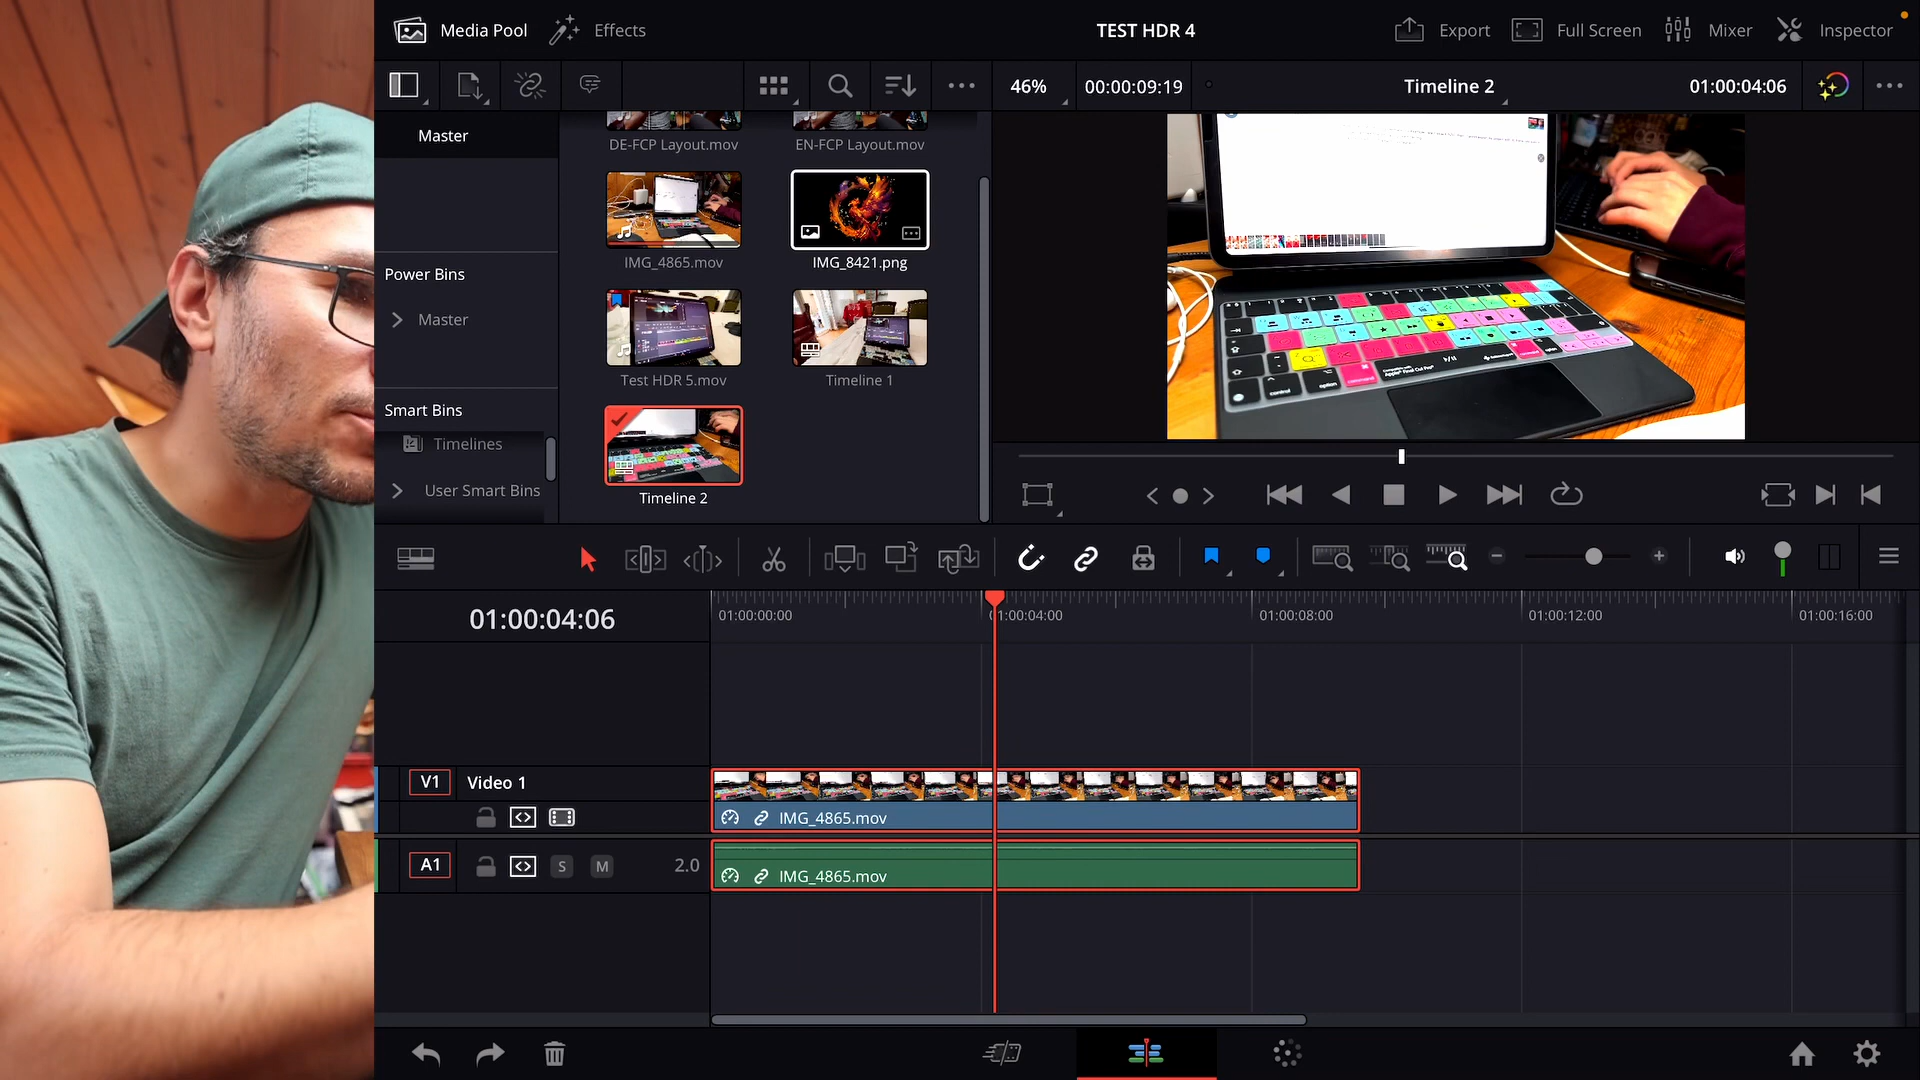 Media Pool
Effects
TEST HDR 4
Export
Full Screen
Mixer
Inspector
46%
00:00:09:19
Timeline 2
01:00:04:06
Master
DE-FCP Layout.mov
EN-FCP Layout.mov
IMG_4865.mov
IMG_8421.png
Power Bins
Master
Test HDR 5.mov
Timeline 1
Smart Bins
Timelines
User Smart Bins
Timeline 2
control
option
command
01:00:04:06
01:00:00:00
01:00:04:00
01:00:08:00
01:00:12:00
01:00:16:00
V1
Video 1
IMG_4865.mov
A1
S
M
2.0
IMG_4865.mov